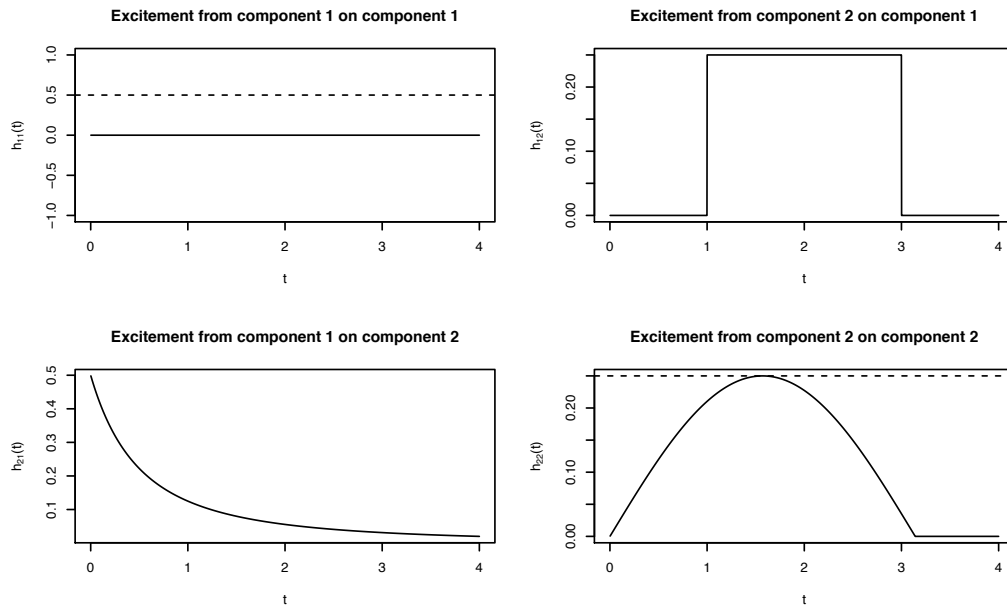 Excitement from component 1 on component 1
h11(t)
1.0
0.5
0.0
−0.5
−1.0
0 1 2 3 4
t
Excitement from component 2 on component 1
h12(t)
0.20
0.10
0.00
0 1 2 3 4
t
Excitement from component 1 on component 2
h21(t)
0.5
0.4
0.3
0.2
0.1
0 1 2 3 4
t
Excitement from component 2 on component 2
h22(t)
0.20
0.10
0.00
0 1 2 3 4
t